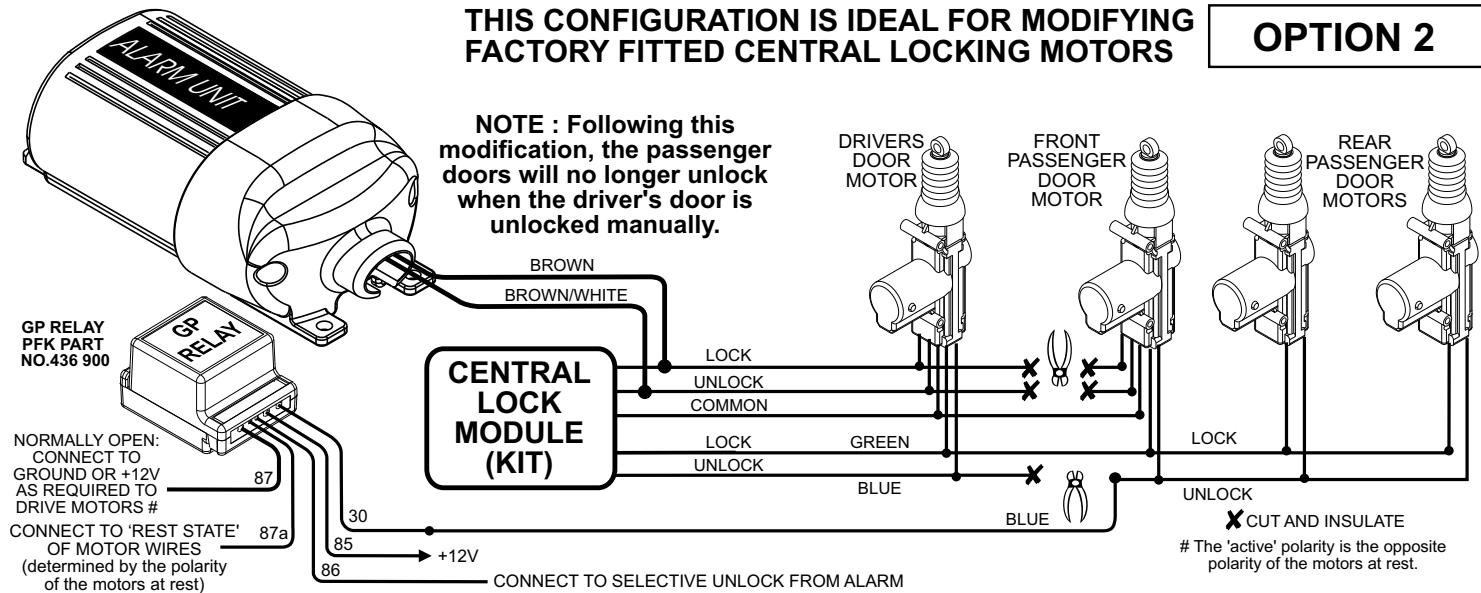 THIS CONFIGURATION IS IDEAL FOR MODIFYING
FACTORY FITTED CENTRAL LOCKING MOTORS
OPTION 2
ALARM UNIT
NOTE : Following this
modification, the passenger
doors will no longer unlock
when the driver's door is
unlocked manually.
DRIVERS
DOOR
MOTOR
FRONT
PASSENGER
DOOR
MOTOR
REAR
PASSENGER
DOOR
MOTORS
BROWN
BROWN/WHITE
GP RELAY
PFK PART
NO.436 900
GP
RELAY
CENTRAL
LOCK
MODULE
(KIT)
LOCK
UNLOCK
COMMON
LOCK
GREEN
LOCK
UNLOCK
BLUE
UNLOCK
NORMALLY OPEN:
CONNECT TO
GROUND OR +12V
AS REQUIRED TO
DRIVE MOTORS #
87
CONNECT TO ‘REST STATE’
OF MOTOR WIRES
(determined by the polarity
of the motors at rest)
87a
30
BLUE
85
+12V
86
CONNECT TO SELECTIVE UNLOCK FROM ALARM
✘ CUT AND INSULATE
# The 'active' polarity is the opposite
polarity of the motors at rest.